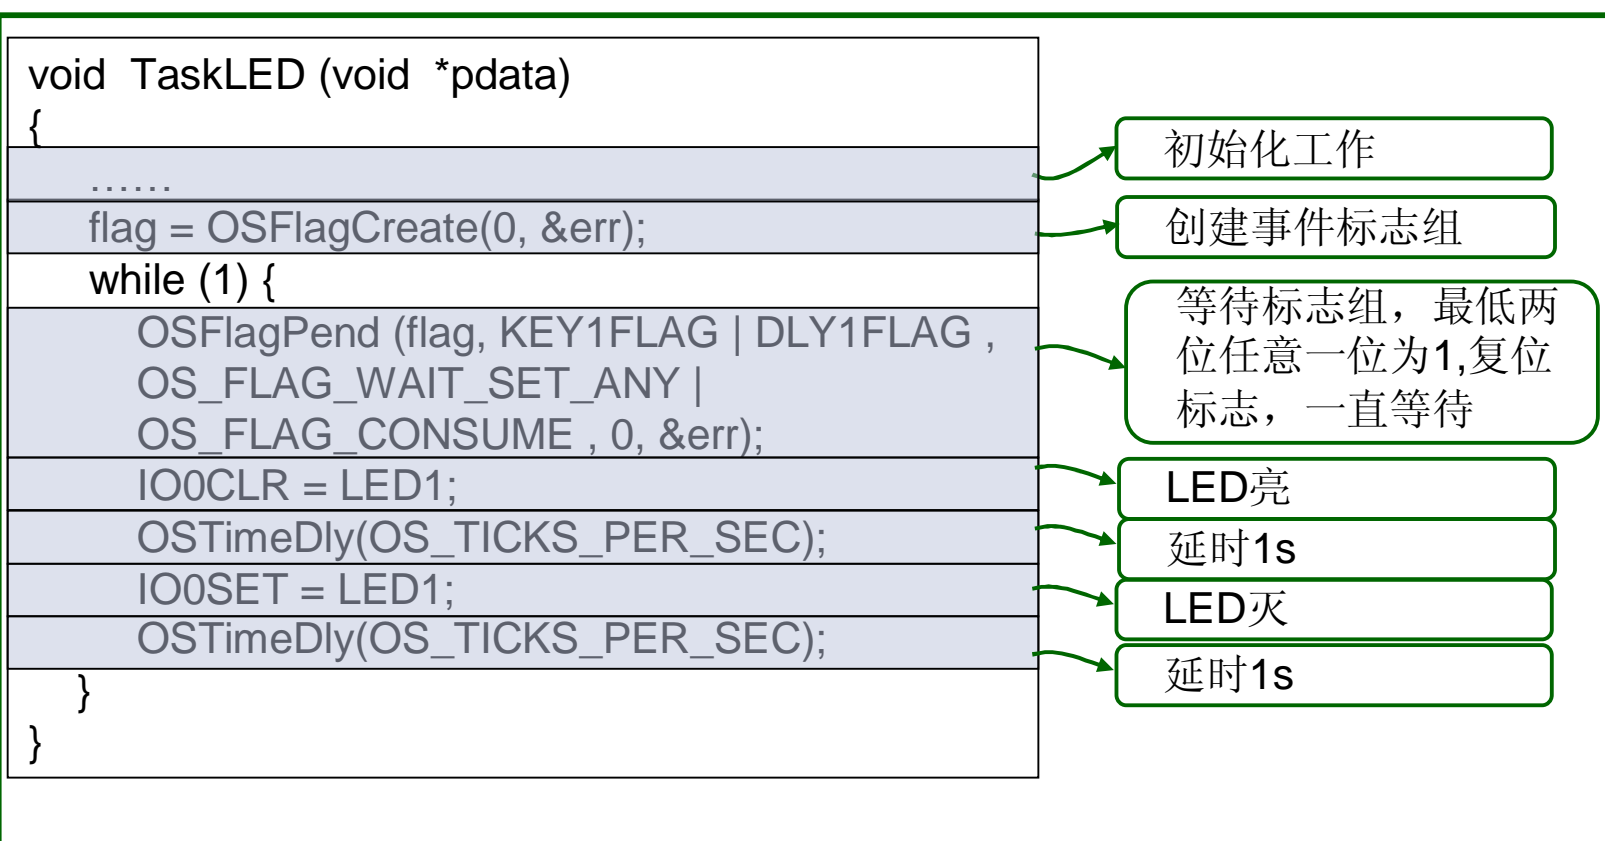 void TaskLED (void *pdata)
{
……
初始化工作
flag = OSFlagCreate(0, &err);
创建事件标志组
while (1) {
OSFlagPend (flag, KEY1FLAG | DLY1FLAG ,
OS_FLAG_WAIT_SET_ANY |
OS_FLAG_CONSUME , 0, &err);
等待标志组，最低两
位任意一位为1,复位
标志，一直等待
IO0CLR = LED1;
LED亮
OSTimeDly(OS_TICKS_PER_SEC);
延时1s
IO0SET = LED1;
LED灭
OSTimeDly(OS_TICKS_PER_SEC);
延时1s
}
}